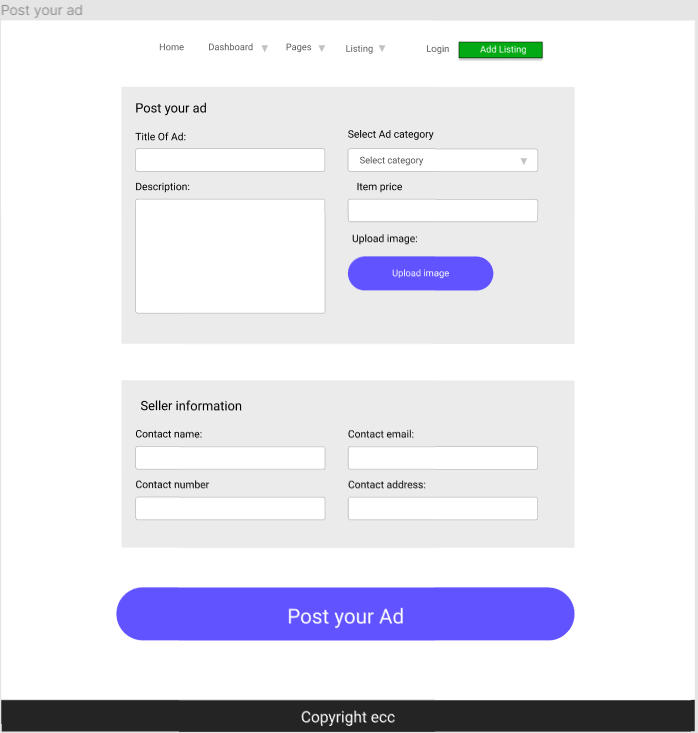 Post your ad
Home Dashboard Pages Listing Login Add Listing
Post your ad
Title Of Ad:
Select Ad category
Select category
Description:
Item price
Upload image:
Upload image
Seller information
Contact name:
Contact email:
Contact number
Contact address:
Post your Ad
Copyright ecc